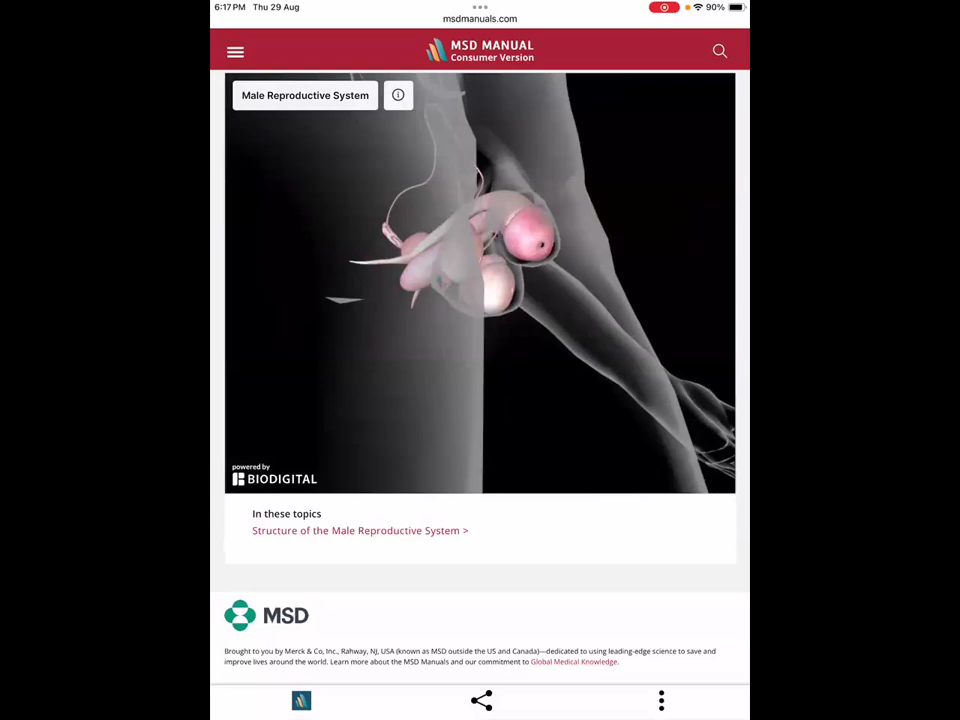 6:17 PM Thu 29 Aug
90%
msdmanuals.com
MSD MANUAL
Consumer Version
Male Reproductive System
powered by
BIODIGITAL
In these topics
Structure of the Male Reproductive System >
MSD
Brought to you by Merck & Co, Inc., Rahway, NJ, USA (known as MSD outside the US and Canada)—dedicated to using leading-edge science to save and
improve lives around the world. Learn more about the MSD Manuals and our commitment to Global Medical Knowledge.